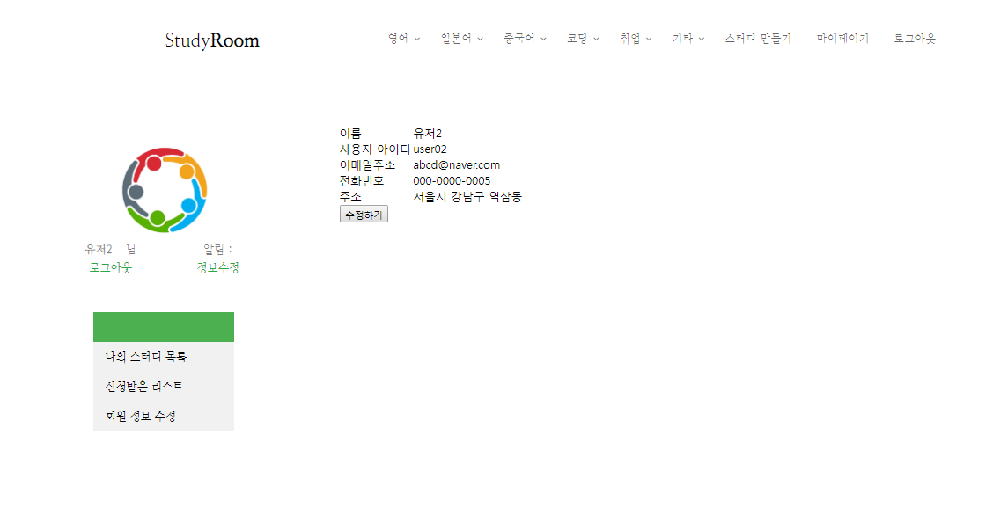 StudyRoom
영어 일본어 중국어 코딩 취업 기타 스터디 만들기 마이페이지 로그아웃
이름 유저2
사용자 아이디 user02
이메일주소 abcd@naver.com
전화번호 000-0000-0005
주소 서울시 강남구 역삼동
수정하기
유저2 님 알림 :
로그아웃 정보수정
나의 스터디 목록
신청받은 리스트
회원 정보 수정